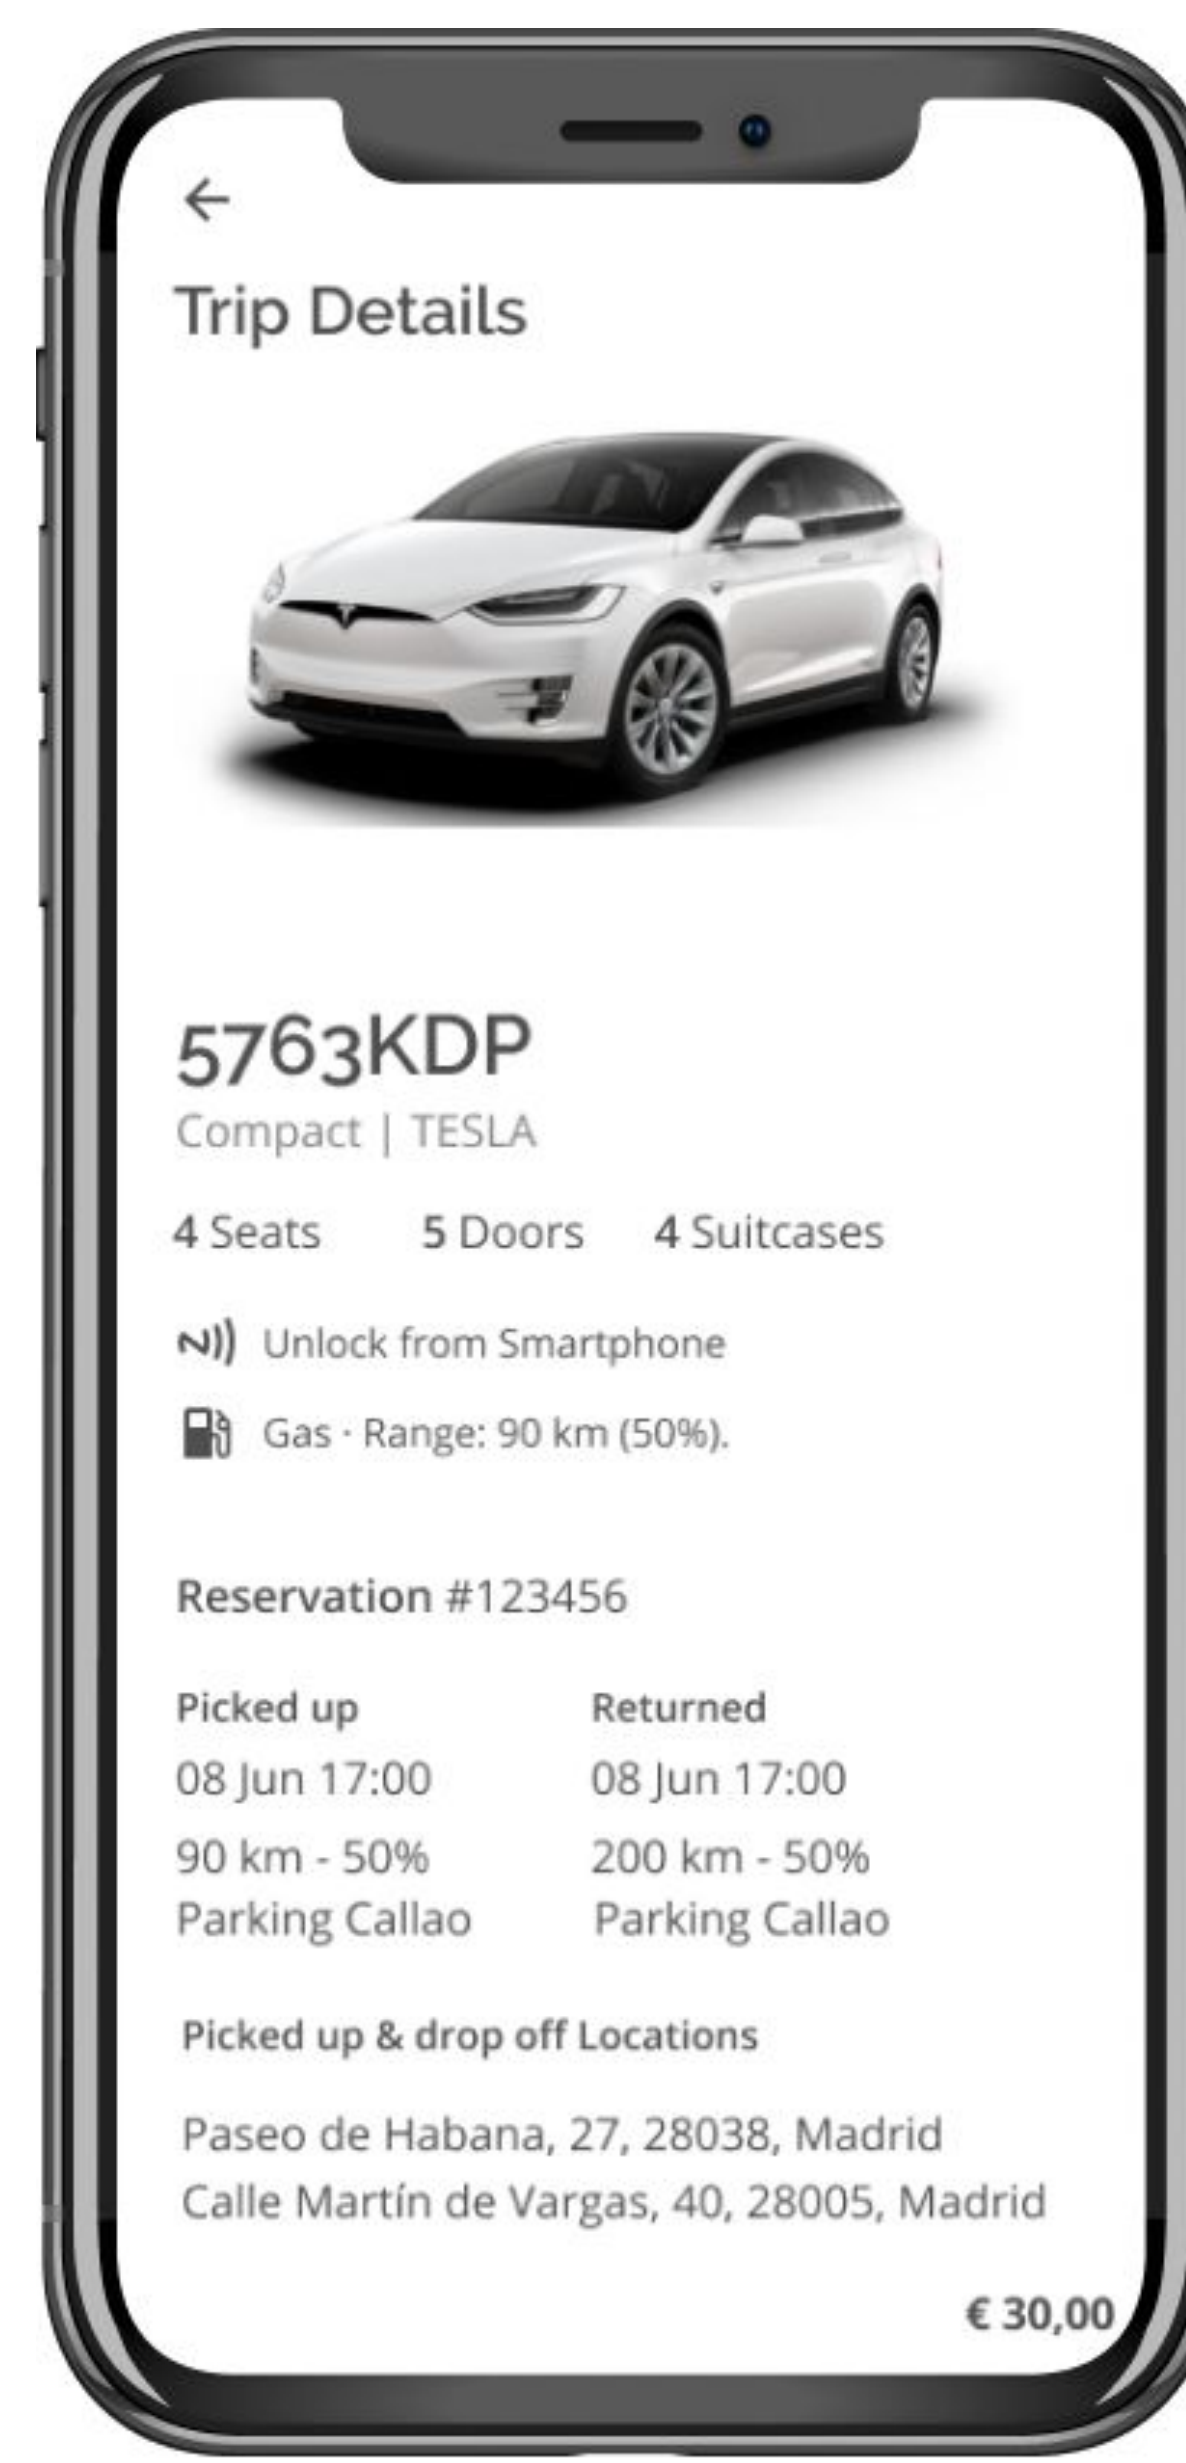 Trip Details
5763KDP
Compact | TESLA
4 Seats 5 Doors 4 Suitcases
Unlock from Smartphone
Gas · Range: 90 km (50%).
Reservation #123456
Picked up Returned
08 Jun 17:00 08 Jun 17:00
90 km - 50% 200 km - 50%
Parking Callao Parking Callao
Picked up & drop off Locations
Paseo de Habana, 27, 28038, Madrid
Calle Martín de Vargas, 40, 28005, Madrid
€ 30,00